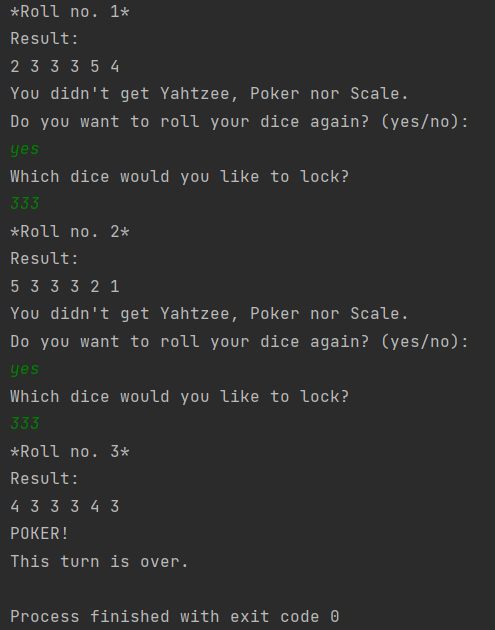 *Roll no. 1*
Result:
2 3 3 3 5 4
You didn't get Yahtzee, Poker nor Scale.
Do you want to roll your dice again? (yes/no):
yes
Which dice would you like to lock?
333
*Roll no. 2*
Result:
5 3 3 3 2 1
You didn't get Yahtzee, Poker nor Scale.
Do you want to roll your dice again? (yes/no):
yes
Which dice would you like to lock?
333
*Roll no. 3*
Result:
4 3 3 3 4 3
POKER!
This turn is over.
Process finished with exit code 0